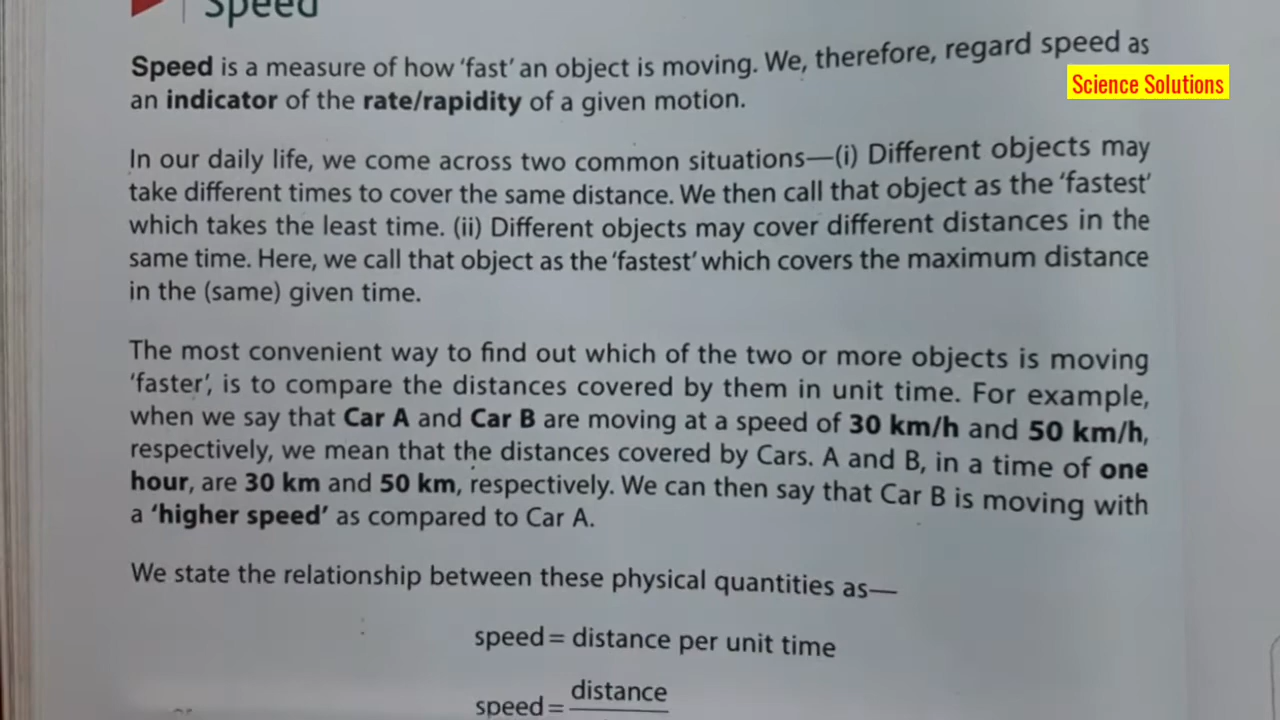 Speed
Speed is a measure of how 'fast' an object is moving. We, therefore, regard speed as
Science Solutions
an indicator of the rate/rapidity of a given motion.
In our daily life, we come across two common situations—(i) Different objects may
take different times to cover the same distance. We then call that object as the 'fastest'
which takes the least time. (ii) Different objects may cover different distances in the
same time. Here, we call that object as the 'fastest' which covers the maximum distance
in the (same) given time.
The most convenient way to find out which of the two or more objects is moving
'faster', is to compare the distances covered by them in unit time. For example,
when we say that Car A and Car B are moving at a speed of 30 km/h and 50 km/h,
respectively, we mean that the distances covered by Cars. A and B, in a time of one
hour, are 30 km and 50 km, respectively. We can then say that Car B is moving with
a 'higher speed' as compared to Car A.
We state the relationship between these physical quantities as—
speed = distance per unit time
distance
speed =